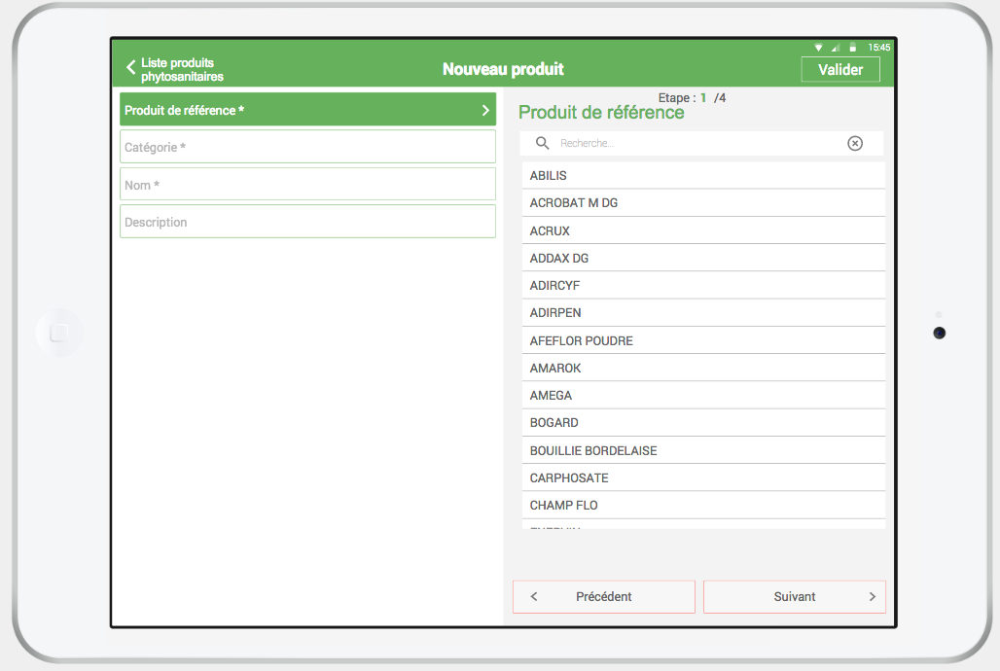 15:45
Liste produits
phytosanitaires
Nouveau produit
Valider
Produit de référence *
Catégorie *
Nom *
Description
Etape : 1 /4
Produit de référence
Recherche...
ABILIS
ACROBAT M DG
ACRUX
ADDAX DG
ADIRCYF
ADIRPEN
AFEFLOR POUDRE
AMAROK
AMEGA
BOGARD
BOUILLIE BORDELAISE
CARPHOSATE
CHAMP FLO
Précédent
Suivant